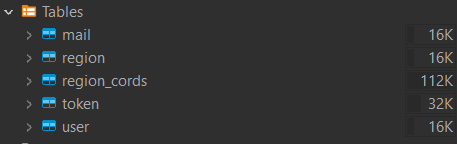 Tables
mail 16K
region 16K
region_cords 112K
token 32K
user 16K